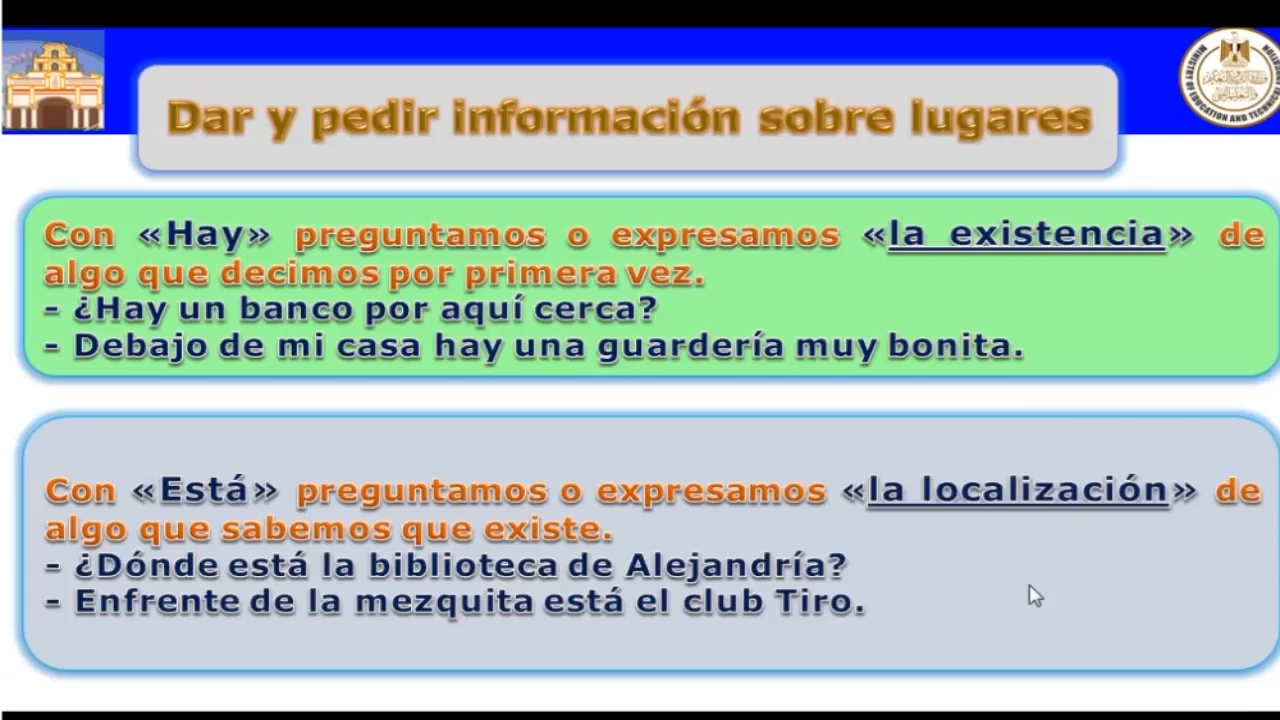 Dar y pedir información sobre lugares
Con «Hay» preguntamos o expresamos «la existencia» de
algo que decimos por primera vez.
- ¿Hay un banco por aquí cerca?
- Debajo de mi casa hay una guardería muy bonita.
Con «Está» preguntamos o expresamos «la localización» de
algo que sabemos que existe.
- ¿Dónde está la biblioteca de Alejandría?
- Enfrente de la mezquita está el club Tiro.